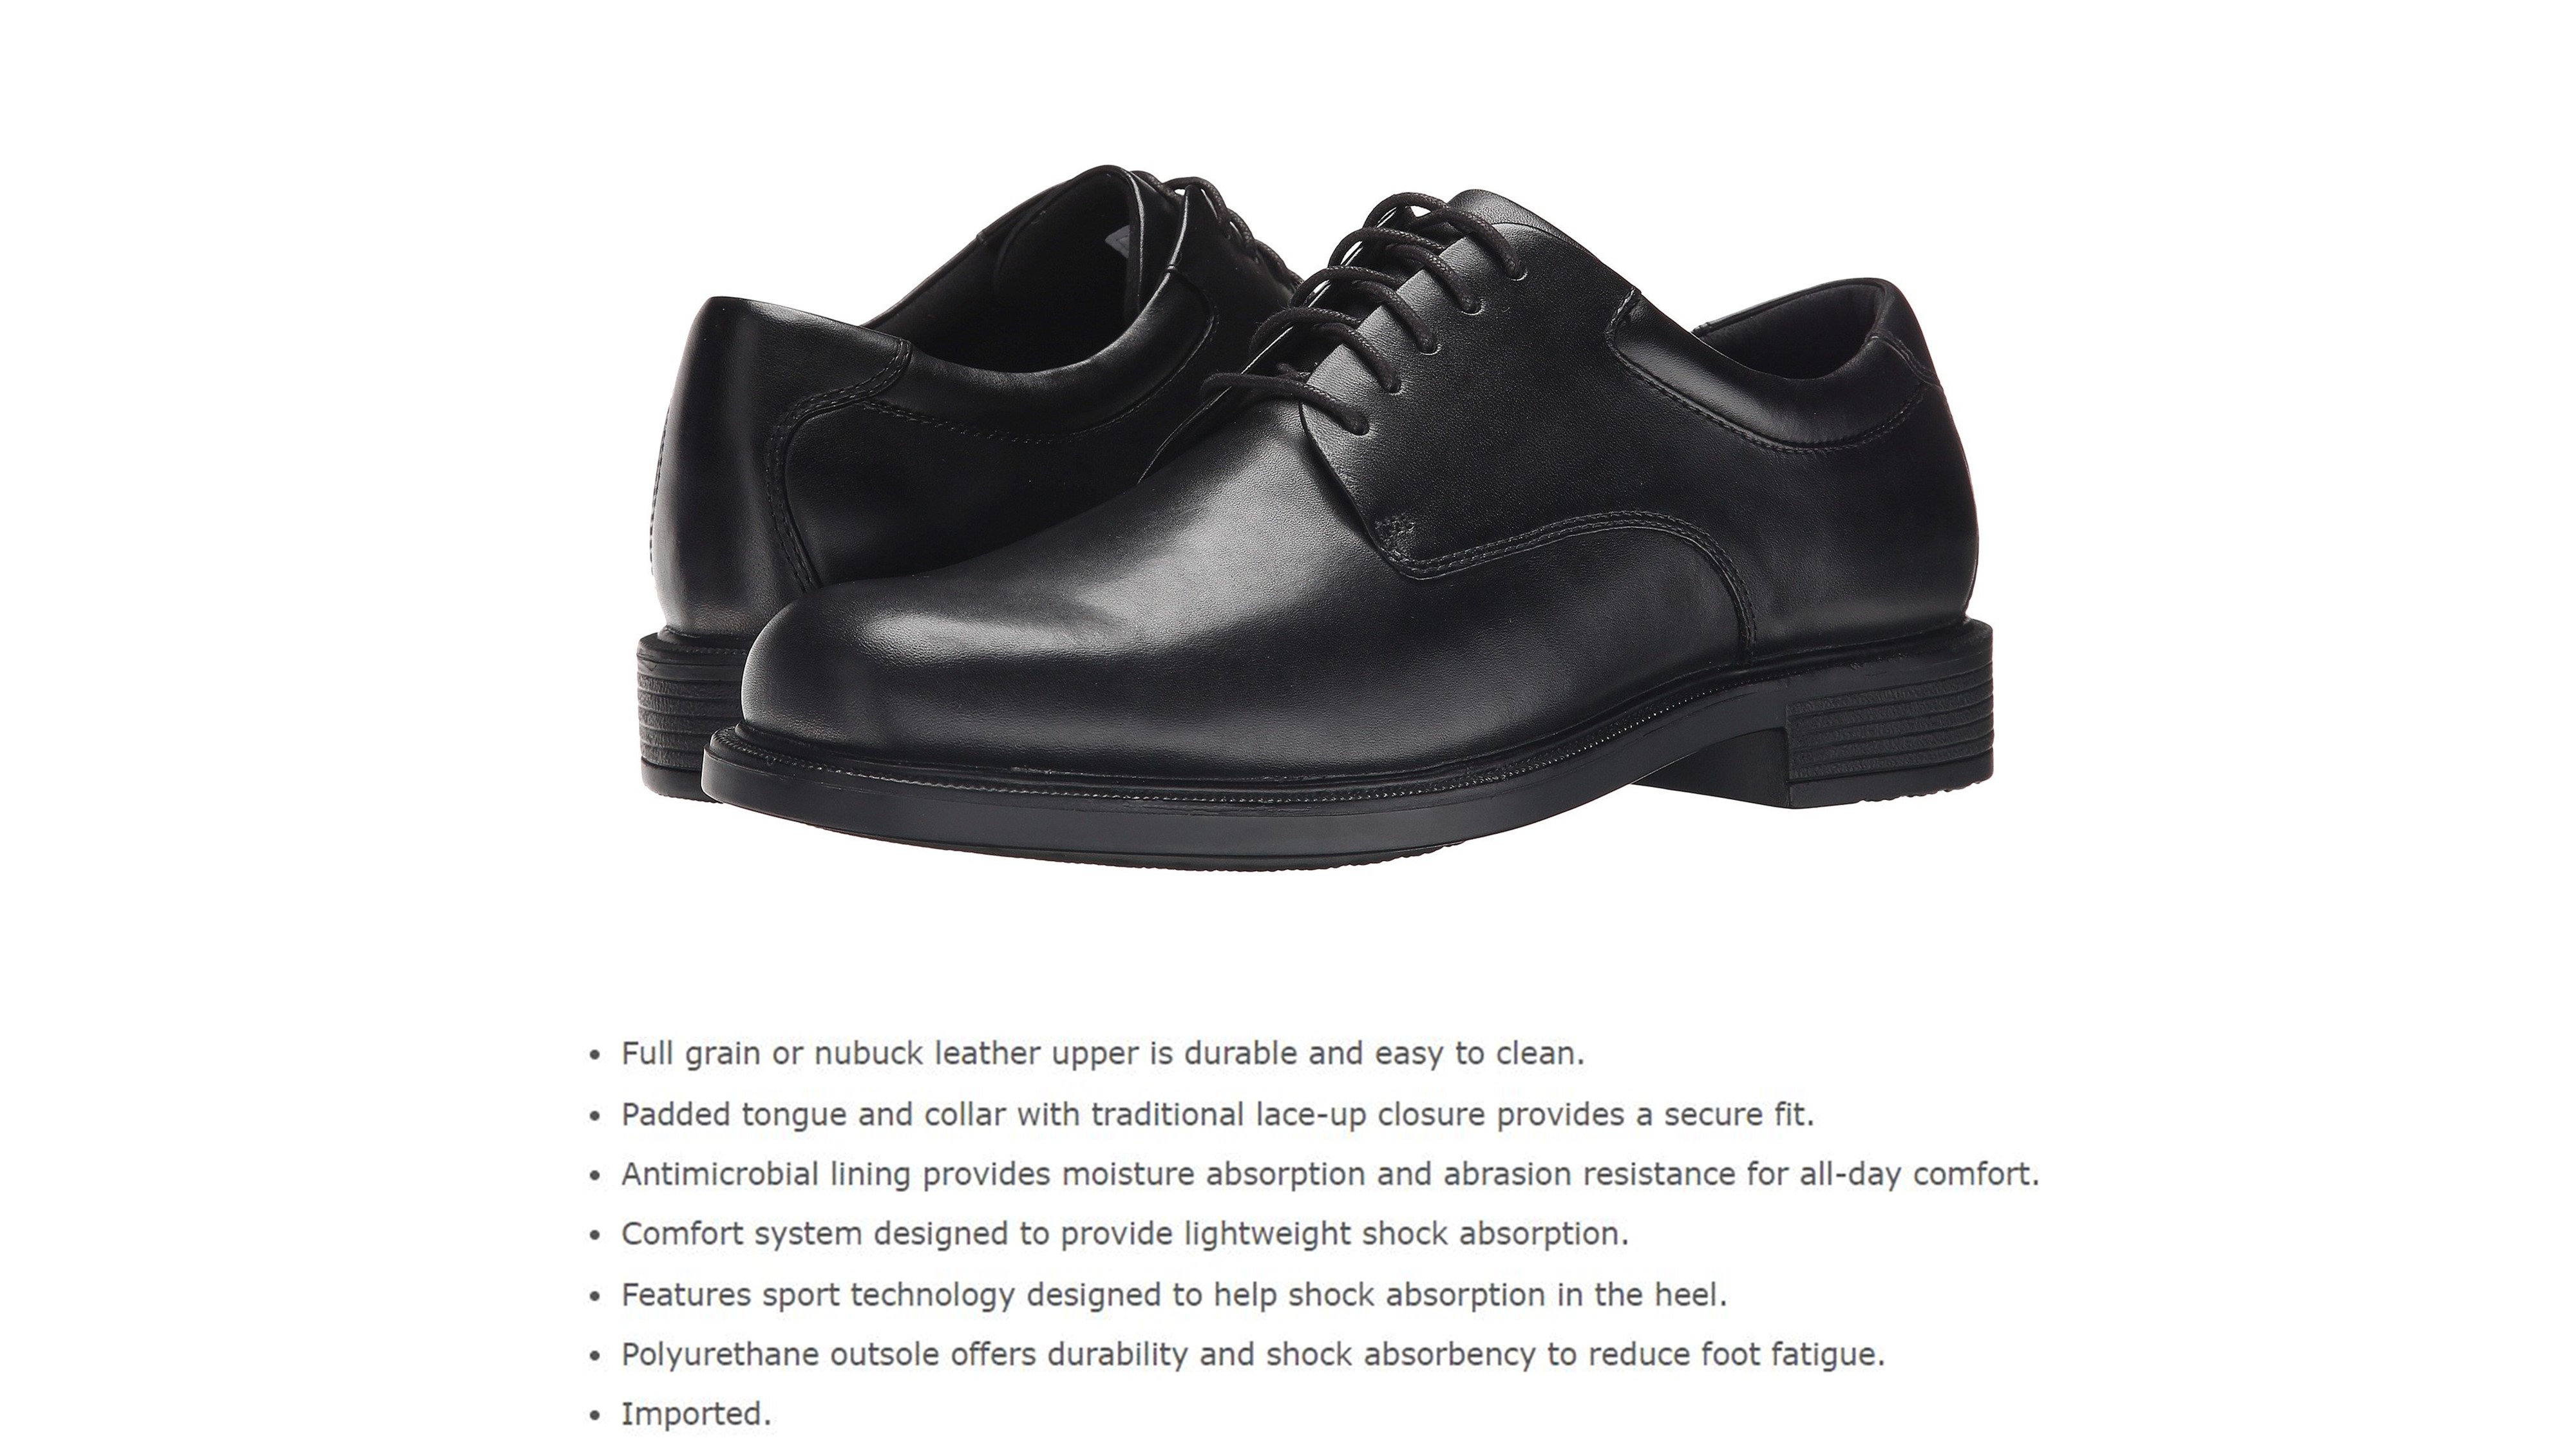 • Full grain or nubuck leather upper is durable and easy to clean.
• Padded tongue and collar with traditional lace-up closure provides a secure fit.
• Antimicrobial lining provides moisture absorption and abrasion resistance for all-day comfort.
• Comfort system designed to provide lightweight shock absorption.
• Features sport technology designed to help shock absorption in the heel.
• Polyurethane outsole offers durability and shock absorbency to reduce foot fatigue.
• Imported.